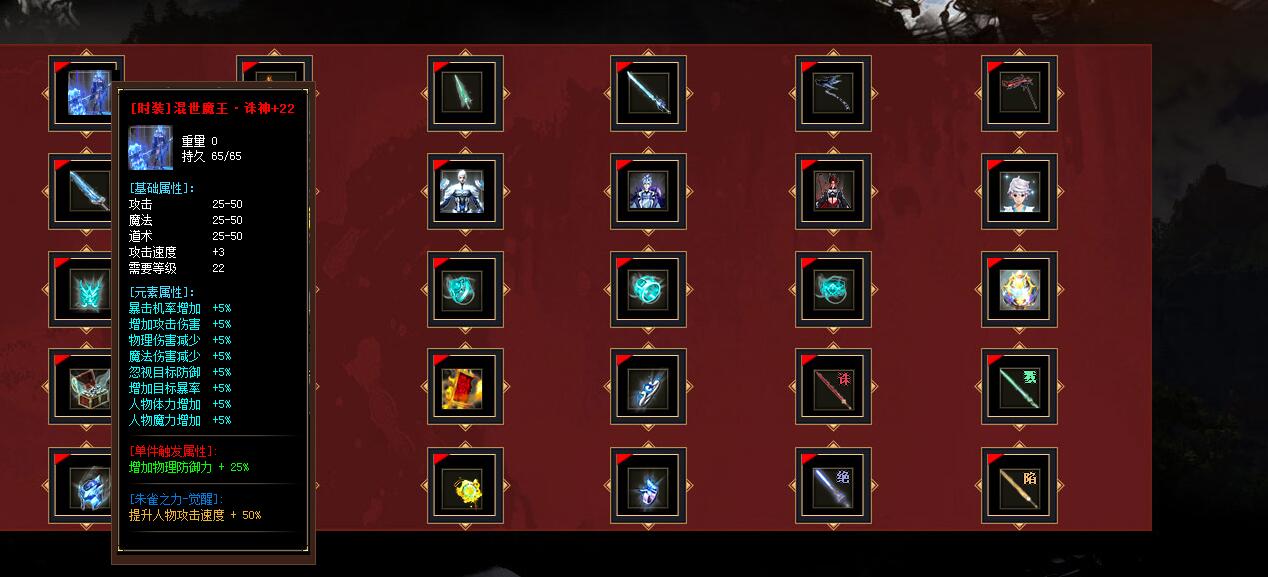 [时装]混世魔王-诛神+22
重量 0
持久 65/65
[基础属性]:
攻击 25-50
魔法 25-50
道术 25-50
攻击速度 +3
需要等级 22
[元素属性]:
暴击机率增加 +5%
增加攻击伤害 +5%
物理伤害减少 +5%
魔法伤害减少 +5%
忽视目标防御 +5%
增加目标暴率 +5%
人物体力增加 +5%
人物魔力增加 +5%
[单件触发属性]:
增加物理防御力 + 25%
[朱雀之力-觉醒]:
提升人物攻击速度 + 50%
诛
戮
绝
陷